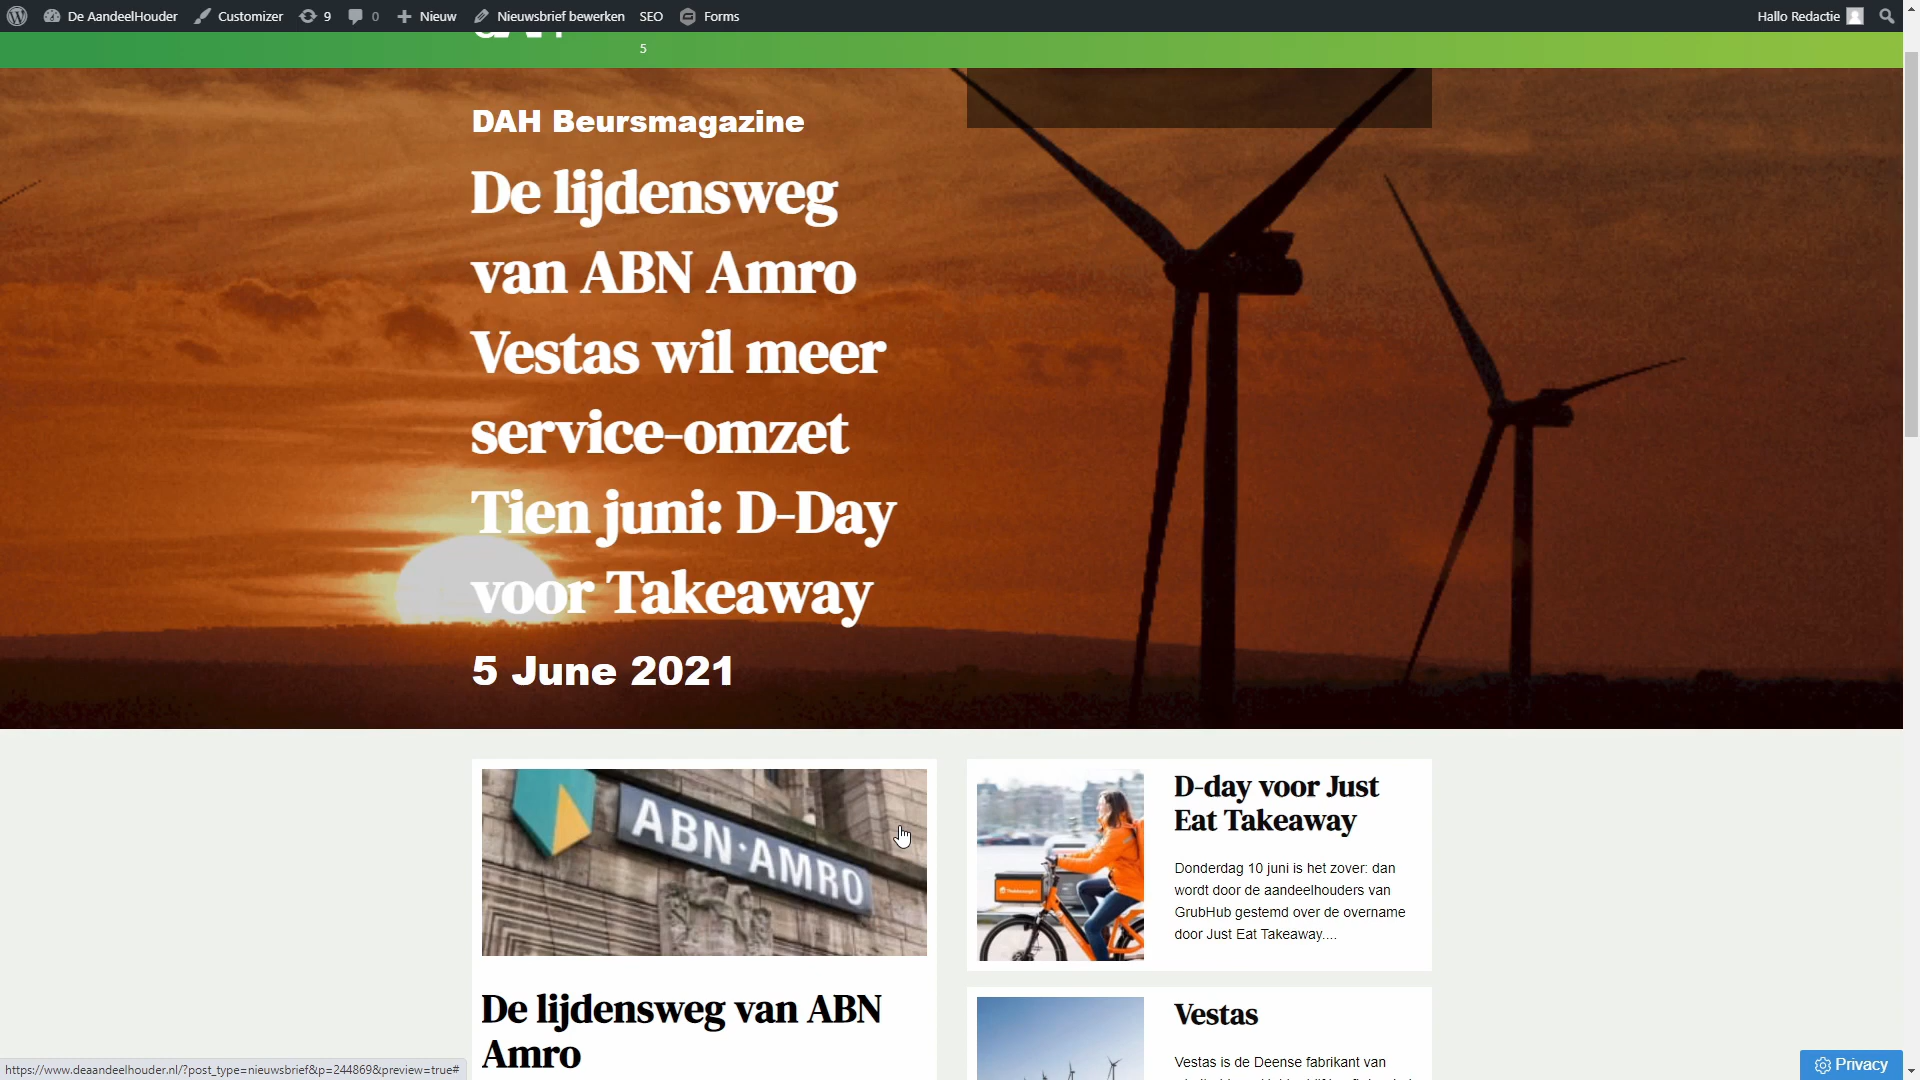 De AandeelHouder Customizer 9 0 Nieuw Nieuwsbrief bewerken SEO Forms Hallo Redactie
5
DAH Beursmagazine
De lijdensweg
van ABN Amro
Vestas wil meer
service-omzet
Tien juni: D-Day
voor Takeaway
5 June 2021
ABN·AMRO
De lijdensweg van ABN
Amro
D-day voor Just
Eat Takeaway
Donderdag 10 juni is het zover: dan
wordt door de aandeelhouders van
GrubHub gestemd over de overname
door Just Eat Takeaway....
Vestas
Vestas is de Deense fabrikant van
Privacy
https://www.deaandeelhouder.nl/?post_type=nieuwsbrief&p=244869&preview=true#